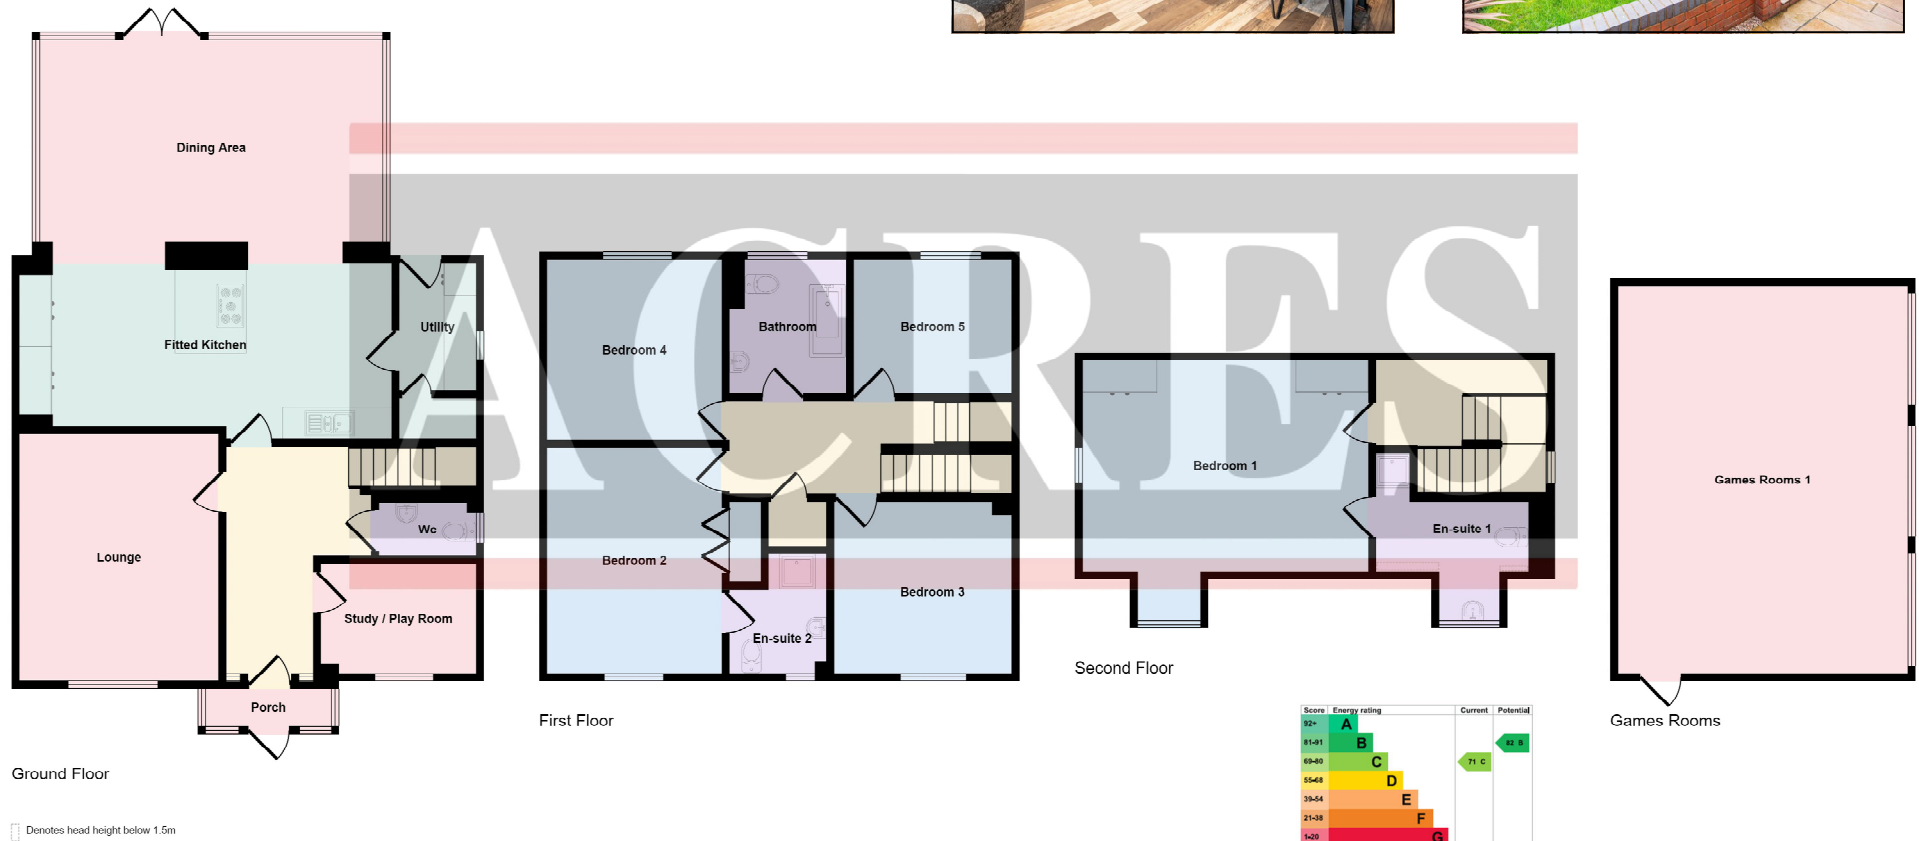 Dining Area
Fitted Kitchen
Utility
Lounge
Wc
Study / Play Room
Porch
Ground Floor
Denotes head height below 1.5m
ACRES
Bedroom 4
Bathroom
Bedroom 5
Bedroom 2
En-suite 2
Bedroom 3
First Floor
Bedroom 1
En-suite 1
Second Floor
Games Rooms 1
Games Rooms
Score Energy rating Current Potential
92+ A
81-91 B 82 B
69-80 C 71 C
55-68 D
39-54 E
21-38 F
1-20 G